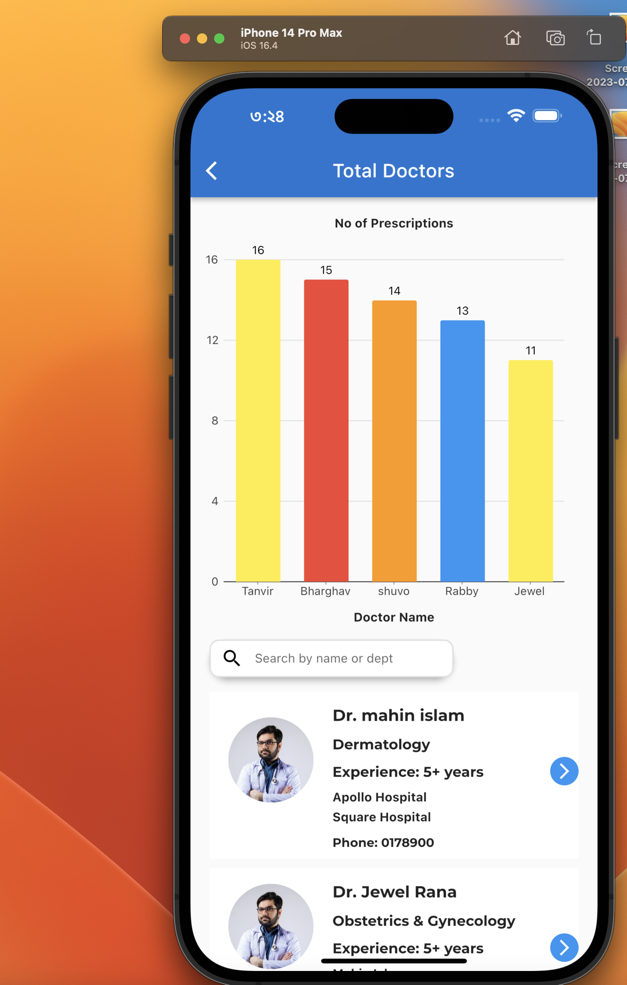 iPhone 14 Pro Max
iOS 16.4
Scre
2023-07
৩:২৪
Total Doctors
No of Prescriptions
16
15
14
13
11
16
12
8
4
0
Tanvir
Bharghav
shuvo
Rabby
Jewel
Doctor Name
Search by name or dept
Dr. mahin islam
Dermatology
Experience: 5+ years
Apollo Hospital
Square Hospital
Phone: 0178900
Dr. Jewel Rana
Obstetrics & Gynecology
Experience: 5+ years